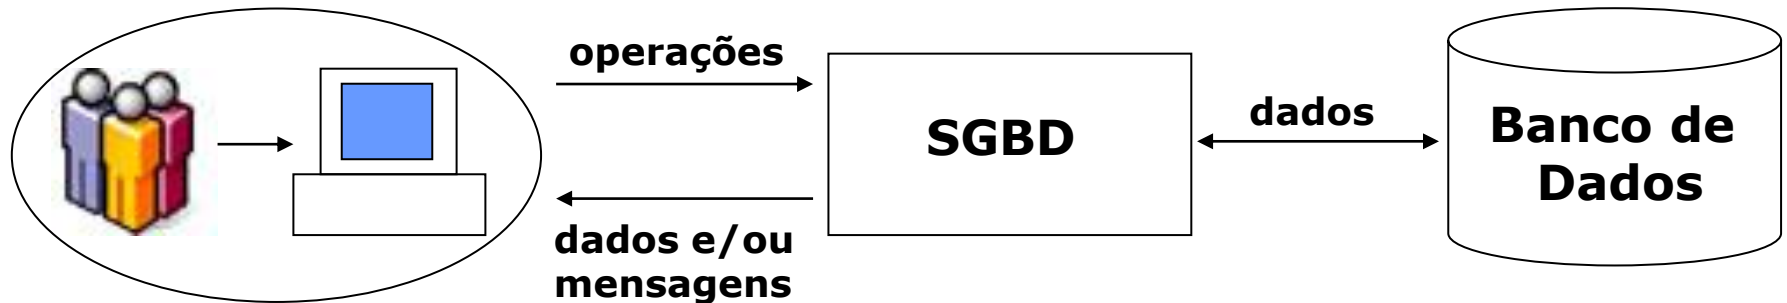 operações
SGBD
dados
Banco de
Dados
dados e/ou
mensagens